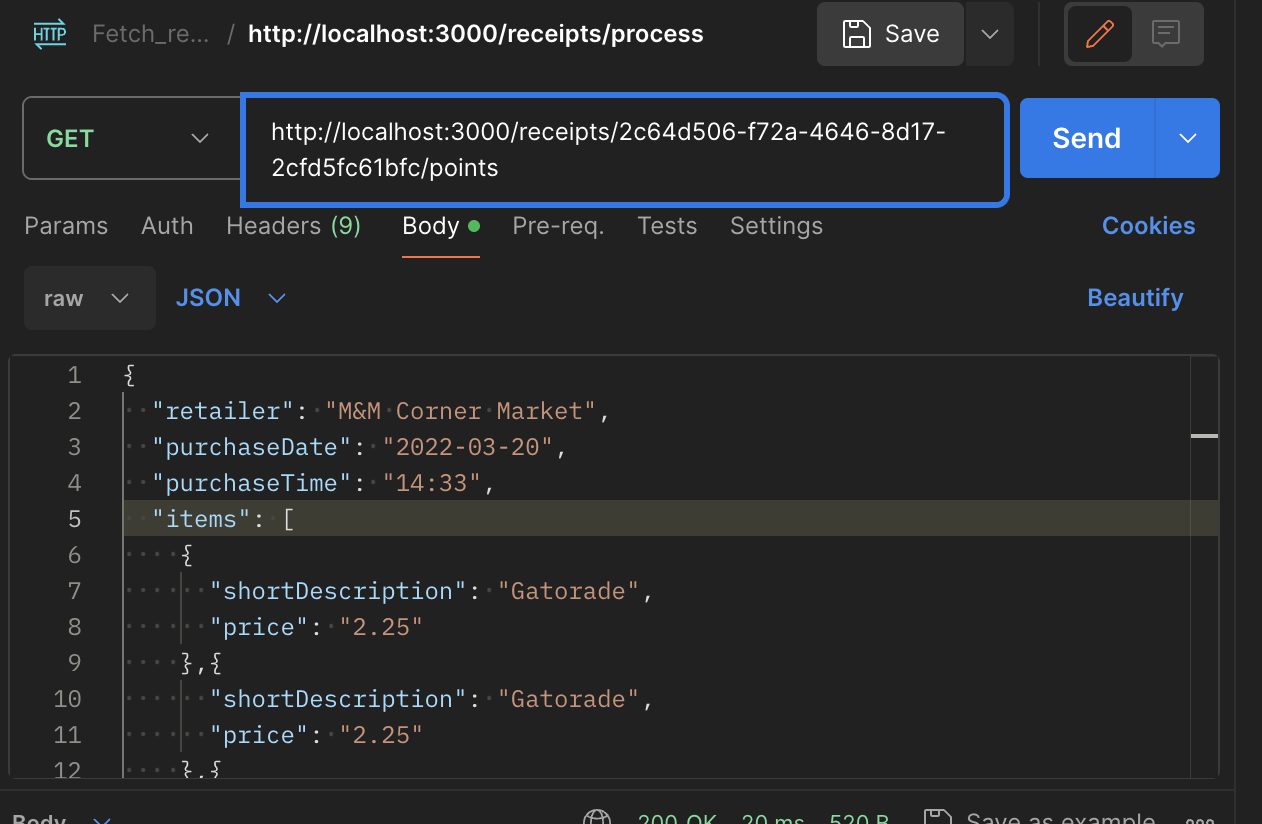 HTTP Fetch_re... / http://localhost:3000/receipts/process Save
GET http://localhost:3000/receipts/2c64d506-f72a-4646-8d17-
2cfd5fc61bfc/points Send
Params Auth Headers (9) Body Pre-req. Tests Settings Cookies
raw JSON Beautify
1 {
2 "retailer": "M&M Corner Market",
3 "purchaseDate": "2022-03-20",
4 "purchaseTime": "14:33",
5 "items": [
6 {
7 "shortDescription": "Gatorade",
8 "price": "2.25"
9 },{
10 "shortDescription": "Gatorade",
11 "price": "2.25"
12 },{
Body 200 OK 20 ms 520 B Save as example